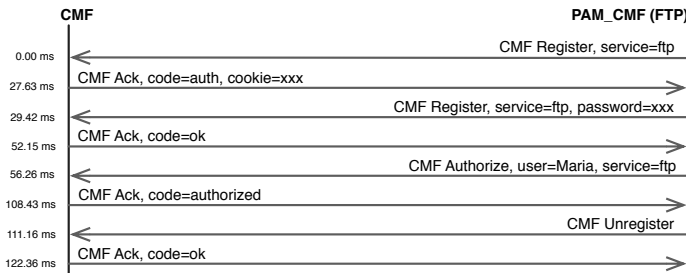 CMF PAM_CMF (FTP)
CMF Register, service=ftp
0.00 ms
CMF Ack, code=auth, cookie=xxx
27.63 ms
CMF Register, service=ftp, password=xxx
29.42 ms
CMF Ack, code=ok
52.15 ms
CMF Authorize, user=Maria, service=ftp
56.26 ms
CMF Ack, code=authorized
108.43 ms
CMF Unregister
111.16 ms
CMF Ack, code=ok
122.36 ms